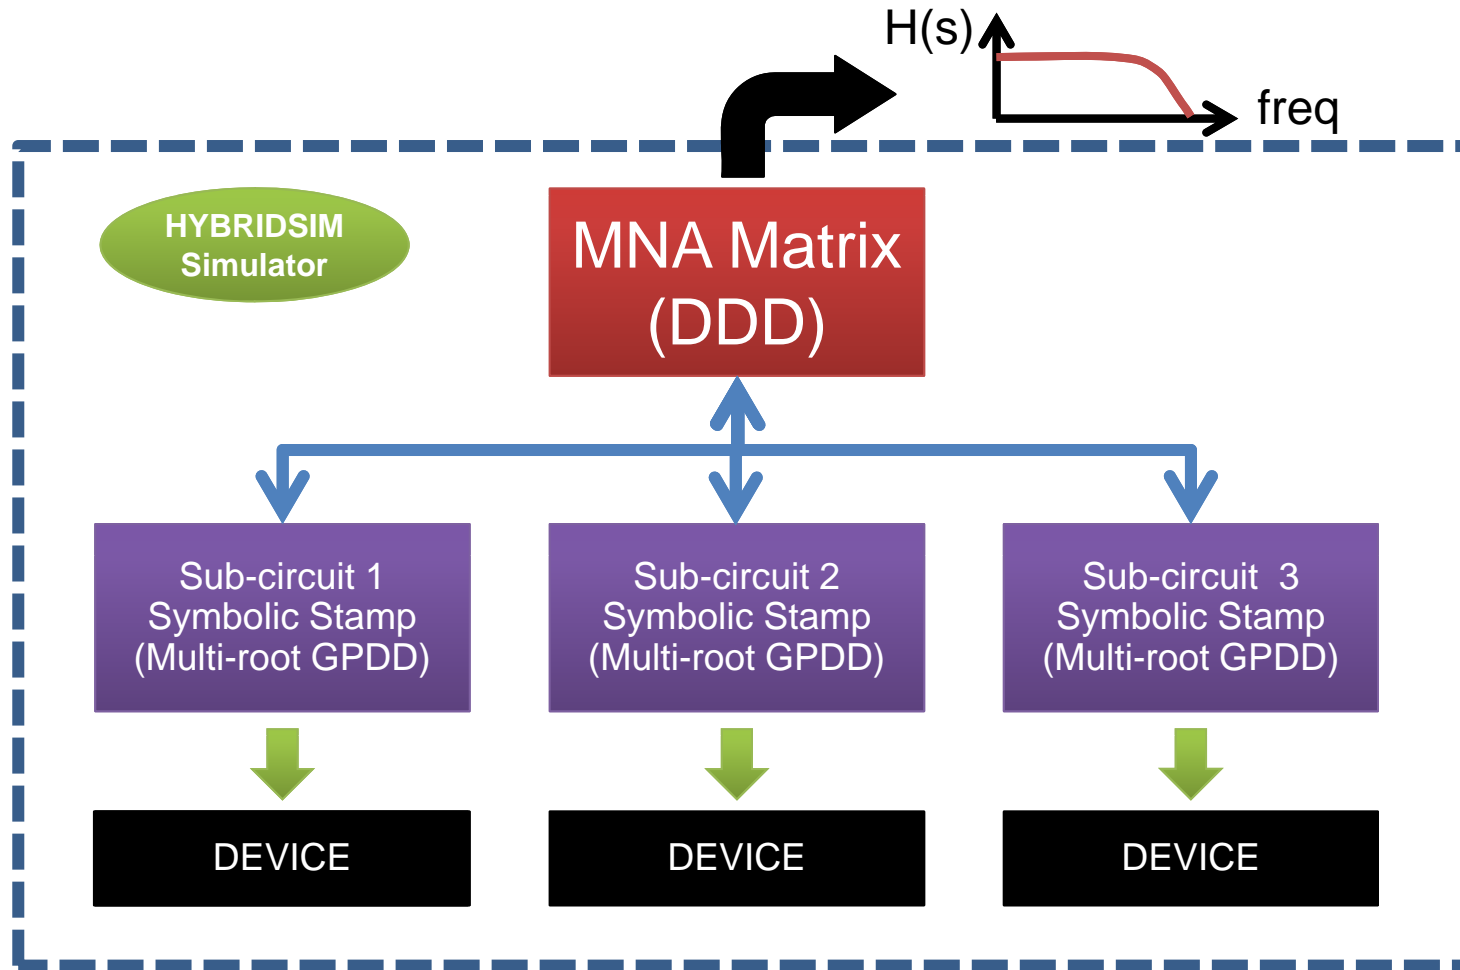 H(s)
freq
HYBRIDSIM
Simulator
MNA Matrix
(DDD)
Sub-circuit 1
Symbolic Stamp
(Multi-root GPDD)
Sub-circuit 2
Symbolic Stamp
(Multi-root GPDD)
Sub-circuit 3
Symbolic Stamp
(Multi-root GPDD)
DEVICE
DEVICE
DEVICE